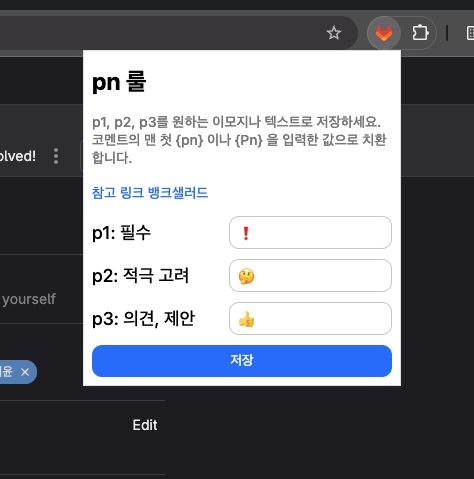 pn 룰
p1, p2, p3를 원하는 이모지나 텍스트로 저장하세요.
코멘트의 맨 첫 {pn} 이나 {Pn} 을 입력한 값으로 치환
합니다.
olved!
참고 링크 뱅크샐러드
p1: 필수 ❗
p2: 적극 고려 🤔
yourself
p3: 의견, 제안 👍
저장
윤 ×
Edit